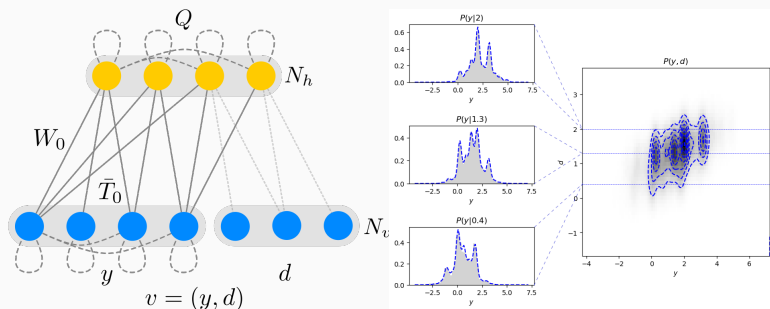 Q
N_h
W_0
T̄_0
N_v
y
d
v = (y, d)
P(y|2)
0.6
0.4
0.2
0.0
−2.5 0.0 2.5 5.0 7.5
y
P(y|1.3)
0.4
0.2
0.0
−2.5 0.0 2.5 5.0 7.5
y
P(y|0.4)
0.4
0.2
0.0
−2.5 0.0 2.5 5.0 7.5
y
P(y, d)
3
2
1
0
−1
d
−4 −2 0 2 4 6
y